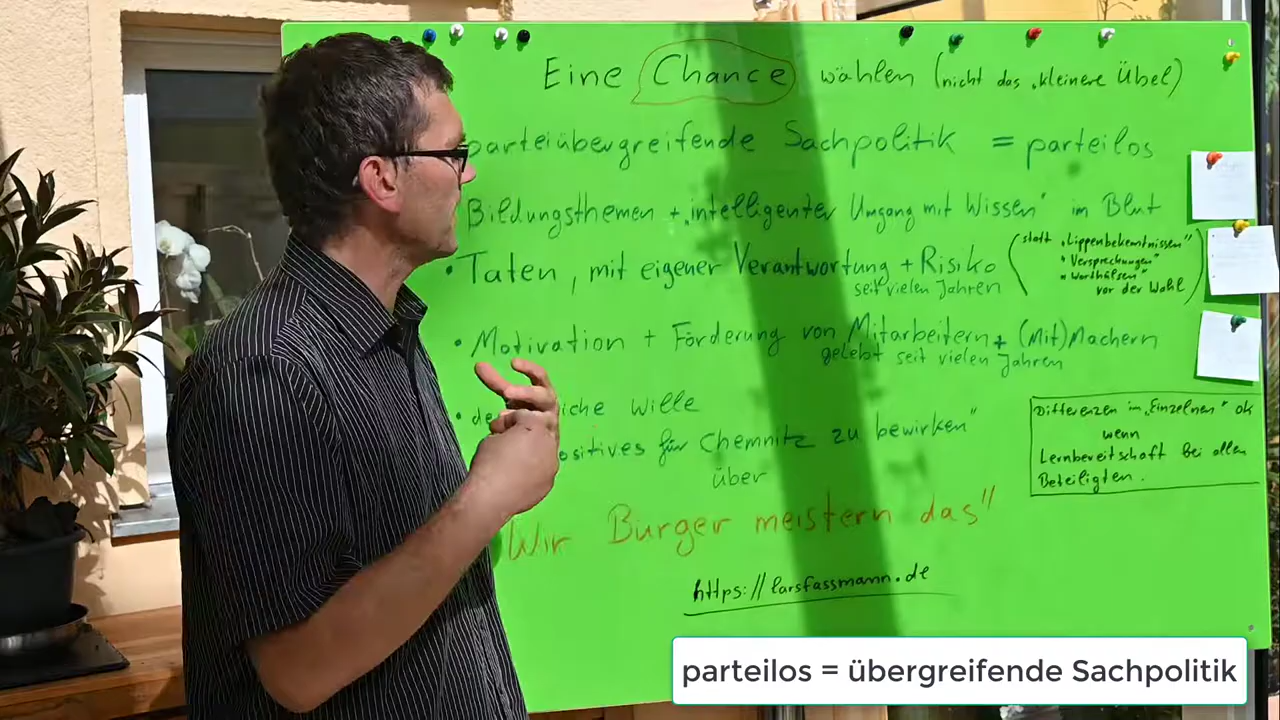 Eine Chance wählen (nicht das "kleinere Übel)
parteiübergreifende Sachpolitik = parteilos
Bildungsthemen + "intelligenter Umgang mit Wissen" im Blut
• Taten, mit eigener Verantwortung + Risiko
seit vielen Jahren
(statt "Lippenbekenntnissen"
"Versprechungen"
"Worthülsen"
vor der Wahl)
• Motivation + Förderung von Mitarbeitern + (Mit)Machern
gelebt seit vielen Jahren
• de iche Wille
ositives für Chemnitz zu bewirken"
über
Wir Bürger meistern das"
https://larsfassmann.de
Differenzen im "Einzelnen" ok
wenn
Lernbereitschaft bei allen
Beteiligten.
parteilos = übergreifende Sachpolitik